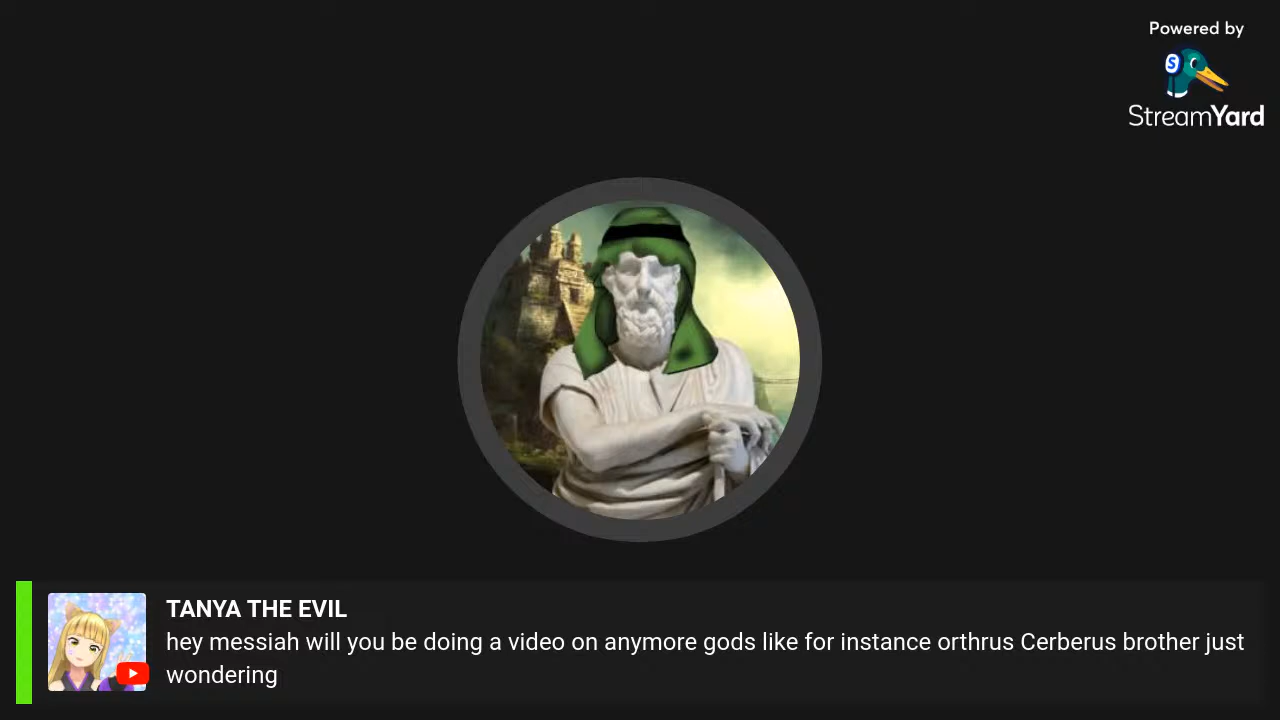 Powered by
S
StreamYard
TANYA THE EVIL
hey messiah will you be doing a video on anymore gods like for instance orthrus Cerberus brother just
wondering